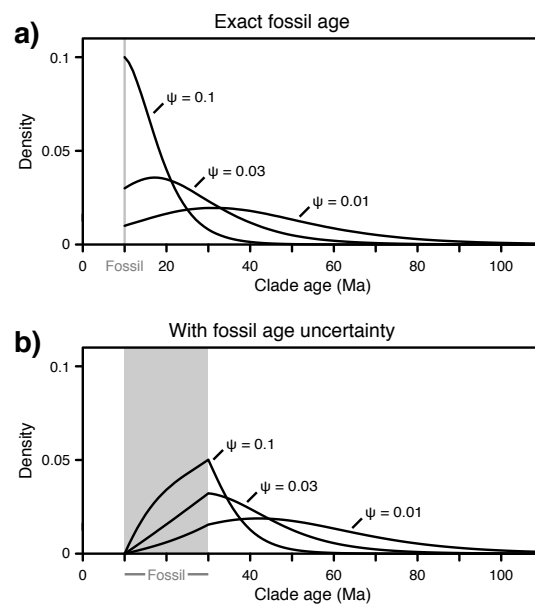 a)
Exact fossil age
0.1
0.05
0
Density
ψ = 0.1
ψ = 0.03
ψ = 0.01
0 Fossil 20 40 60 80 100
Clade age (Ma)
b)
With fossil age uncertainty
0.1
0.05
0
Density
ψ = 0.1
ψ = 0.03
ψ = 0.01
0 20 40 60 80 100
Fossil
Clade age (Ma)